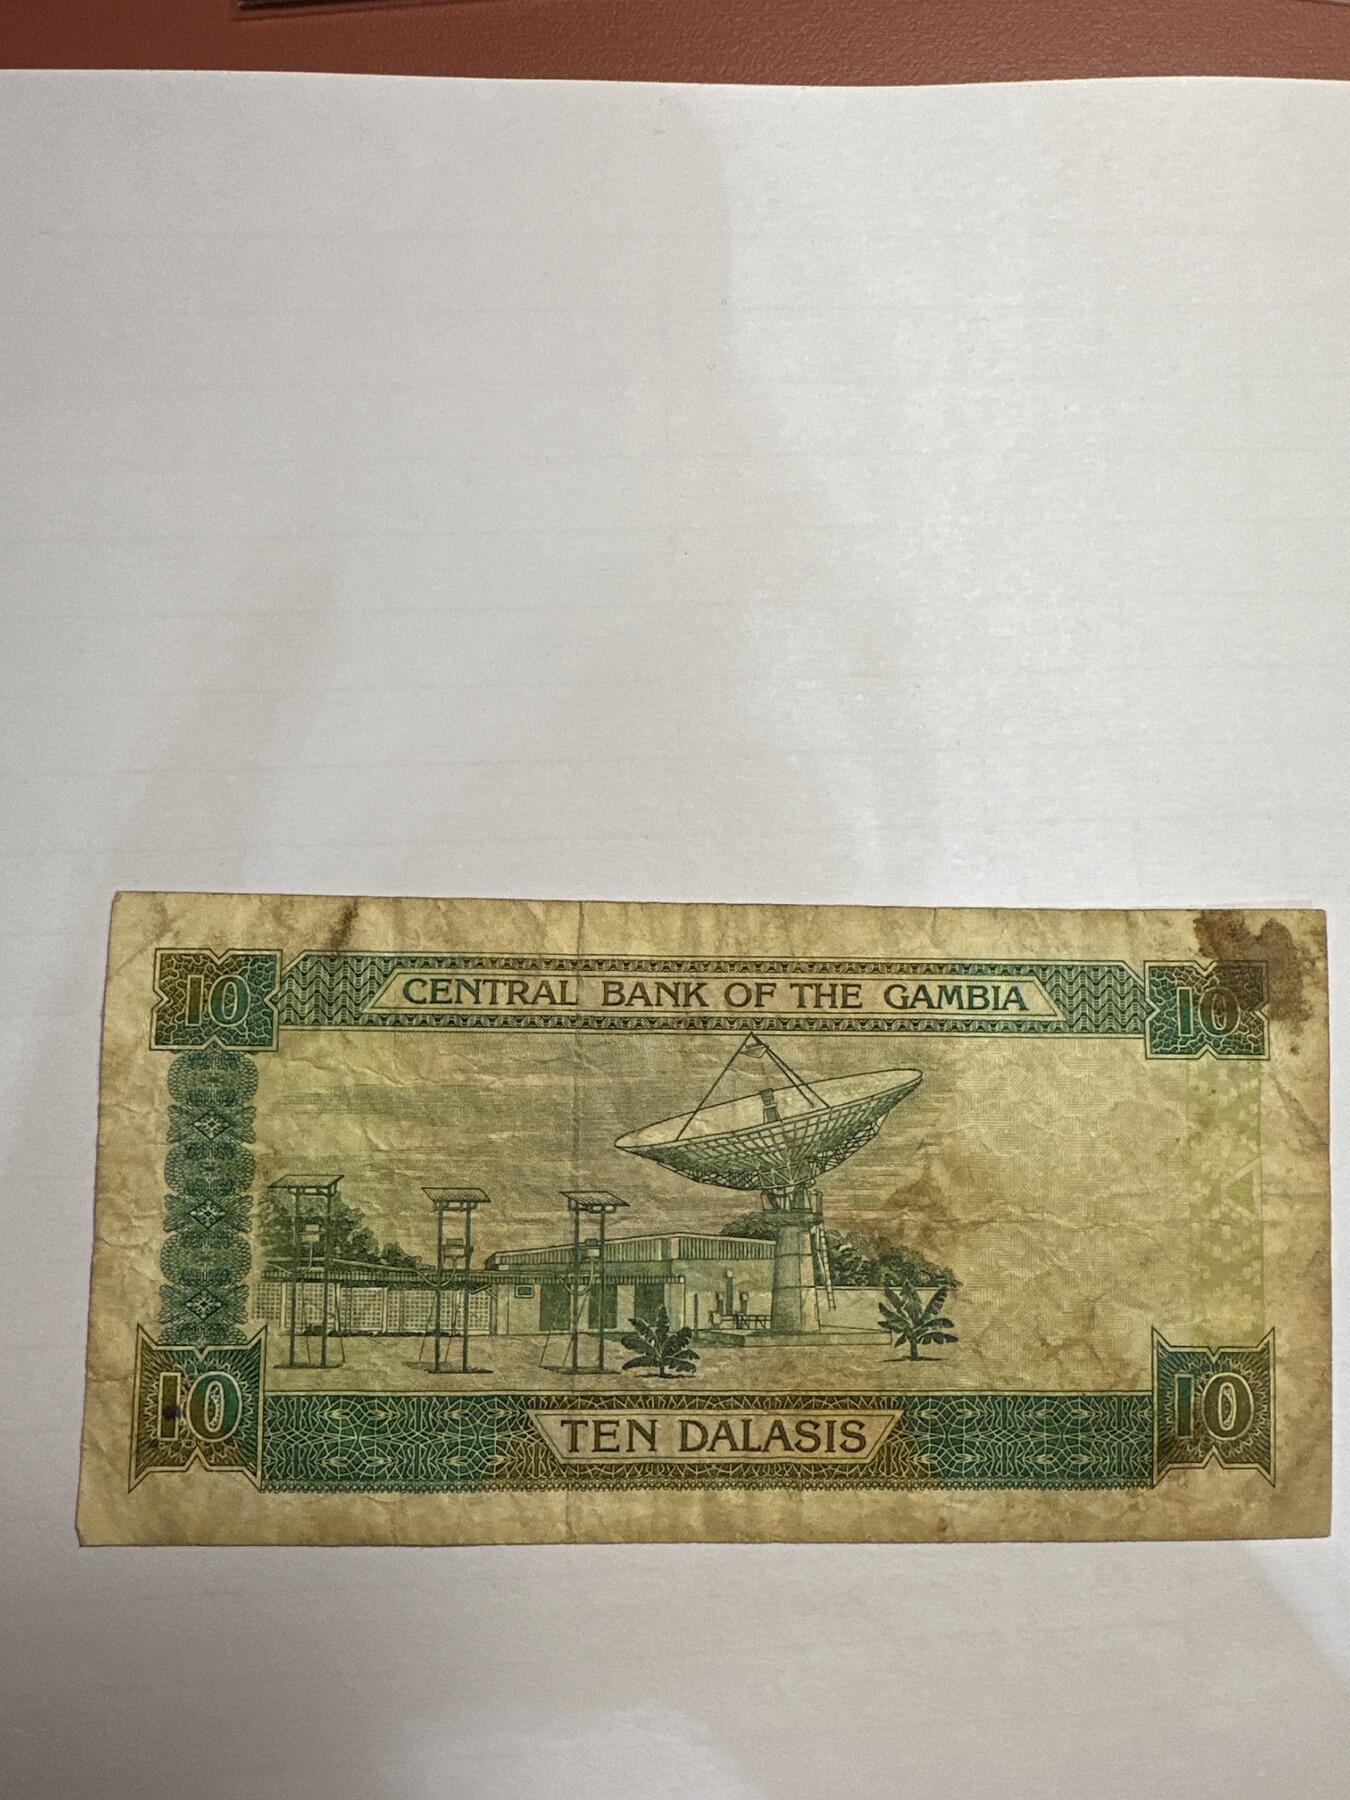 10 CENTRAL BANK OF THE GAMBIA 10
10 TEN DALASIS 10